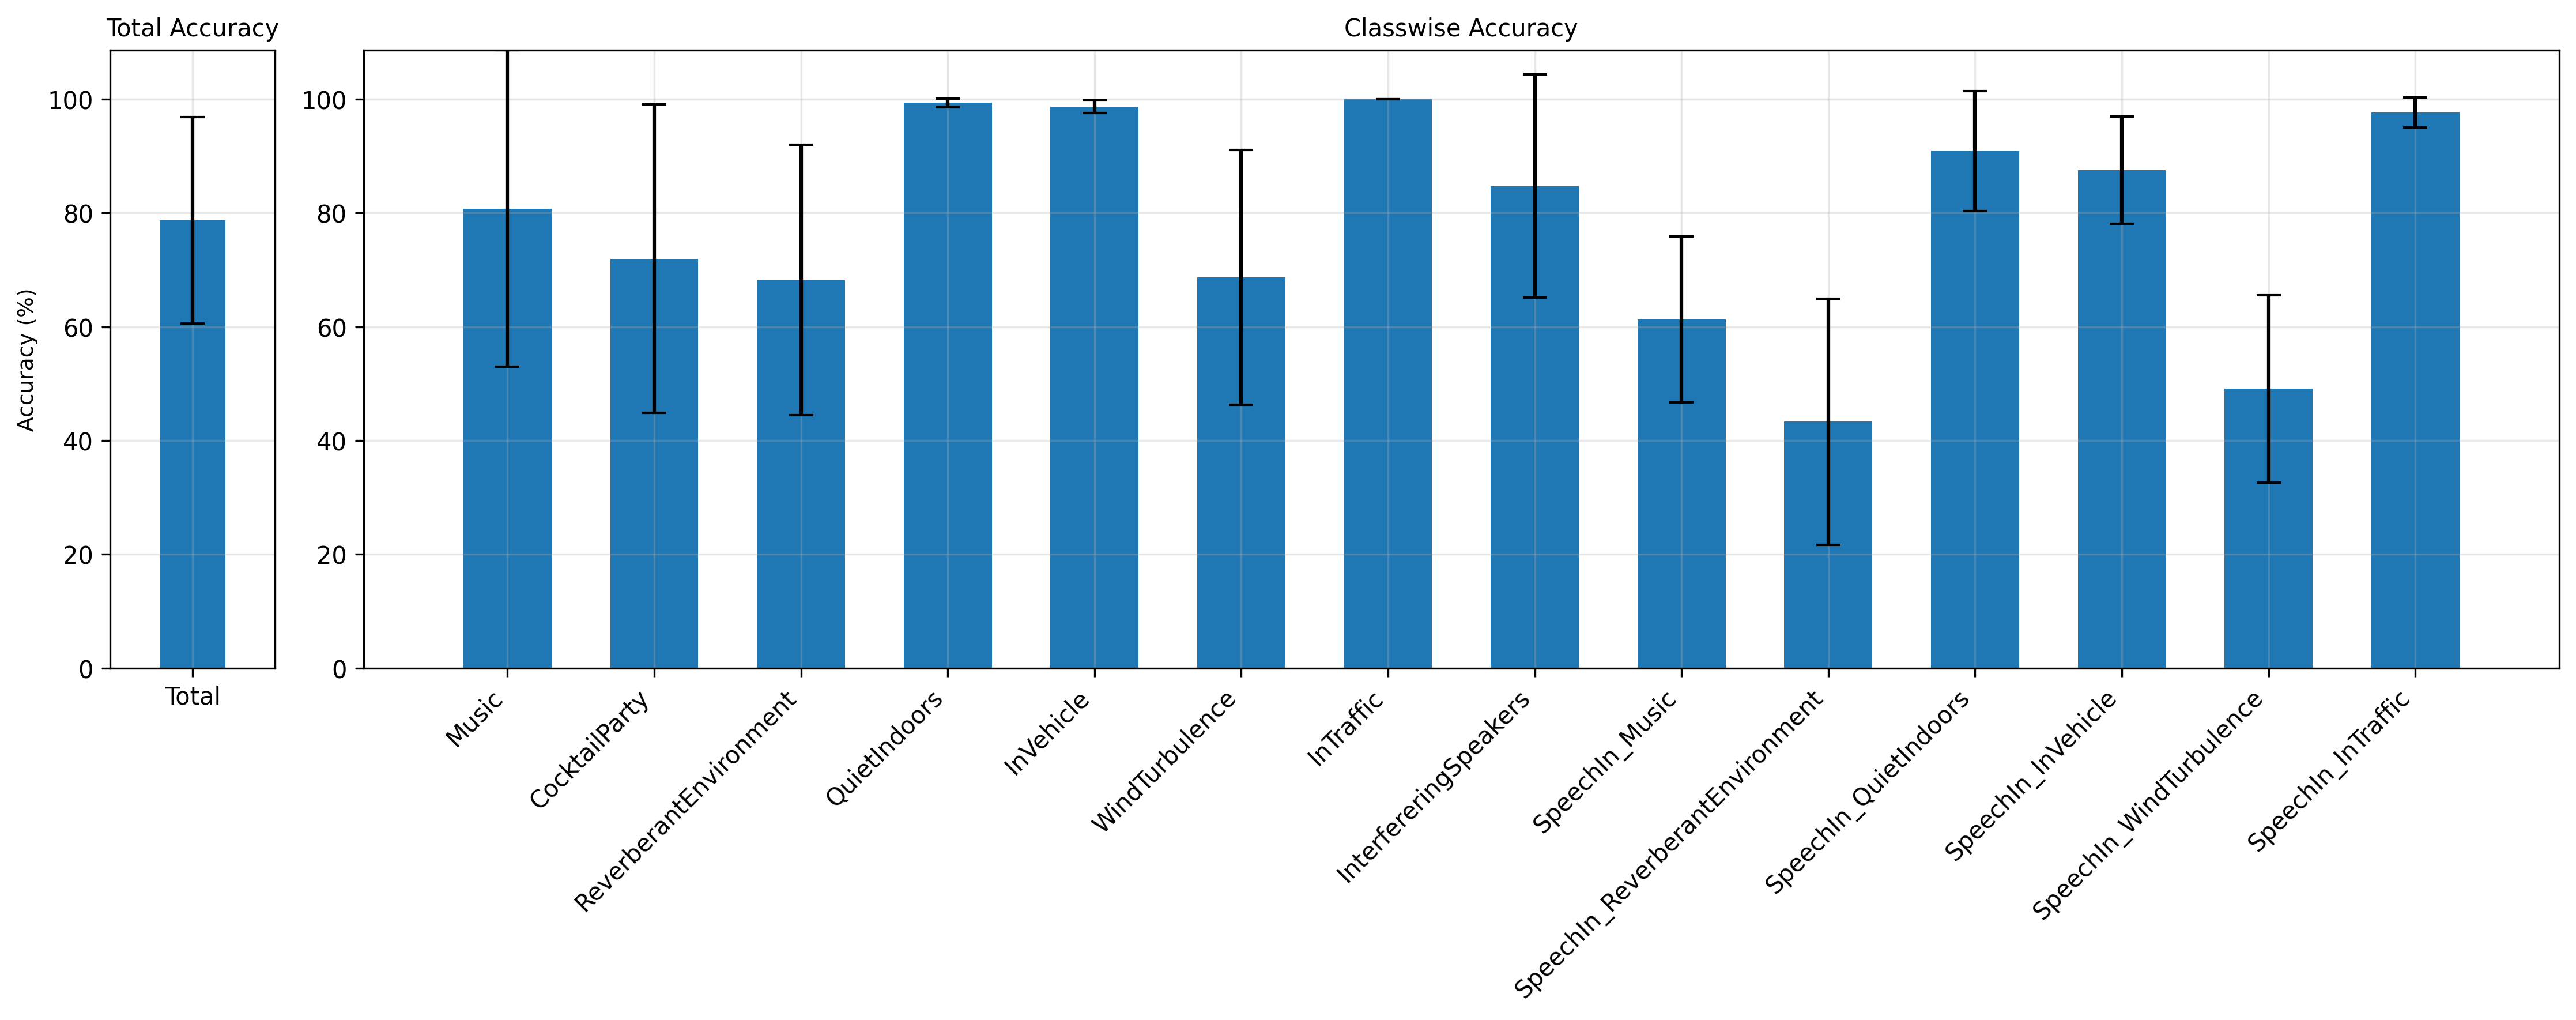 Total Accuracy
Classwise Accuracy
Accuracy (%)
100
80
60
40
20
0
Total
100
80
60
40
20
0
Music
CocktailParty
ReverberantEnvironment
QuietIndoors
InVehicle
WindTurbulence
InTraffic
InterfereringSpeakers
SpeechIn_Music
SpeechIn_ReverberantEnvironment
SpeechIn_QuietIndoors
SpeechIn_InVehicle
SpeechIn_WindTurbulence
SpeechIn_InTraffic